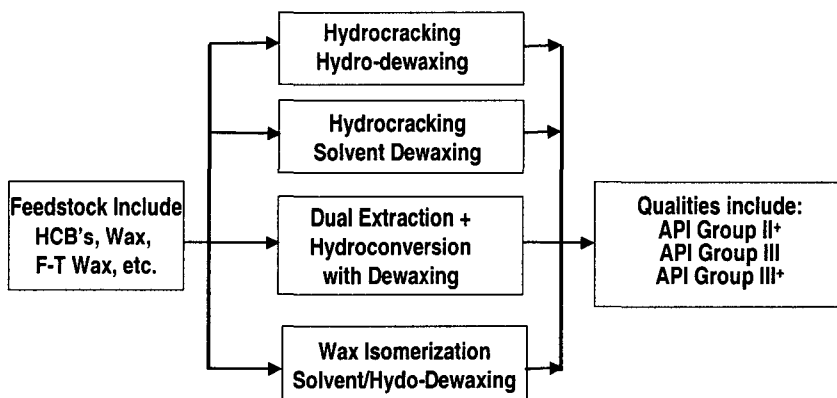 Hydrocracking
Hydro-dewaxing
Hydrocracking
Solvent Dewaxing
Feedstock Include
HCB's, Wax,
F-T Wax, etc.
Dual Extraction +
Hydroconversion
with Dewaxing
Qualities include:
API Group II+
API Group III
API Group III+
Wax Isomerization
Solvent/Hydo-Dewaxing